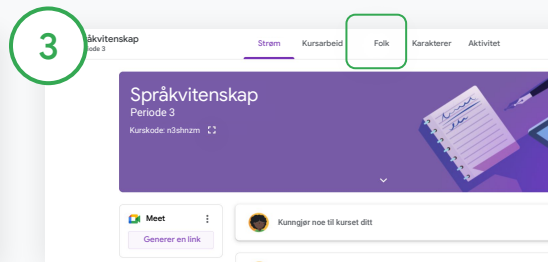 3
åkvitenskap
iode 3
Strøm Kursarbeid Folk Karakterer Aktivitet
Språkvitenskap
Periode 3
Kurskode: n3shnzm
Meet
Generer en link
Kunngjør noe til kurset ditt